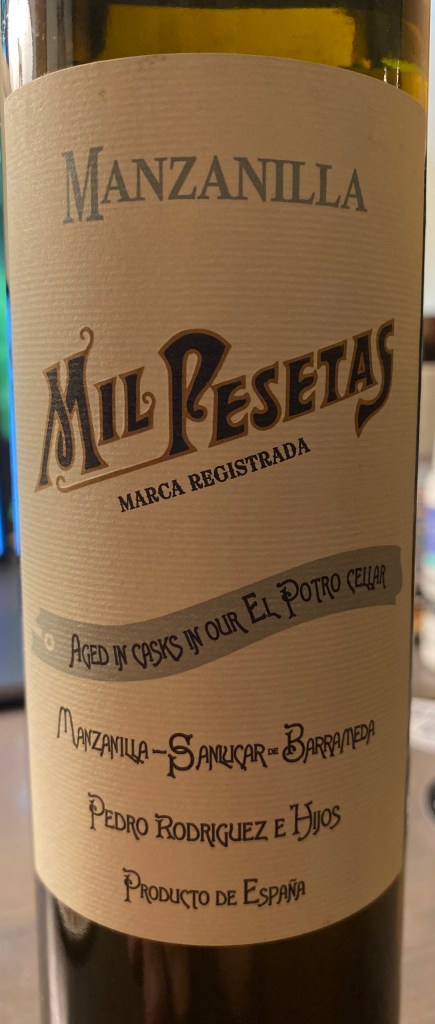 MANZANILLA
MIL PESETAS
MARCA REGISTRADA
AGED IN CASKS IN OUR EL POTRO CELLAR
MANZANILLA-SANLUCAR DE BARRAMEDA
PEDRO RODRIGUEZ E HIJOS
PRODUCTO DE ESPAÑA